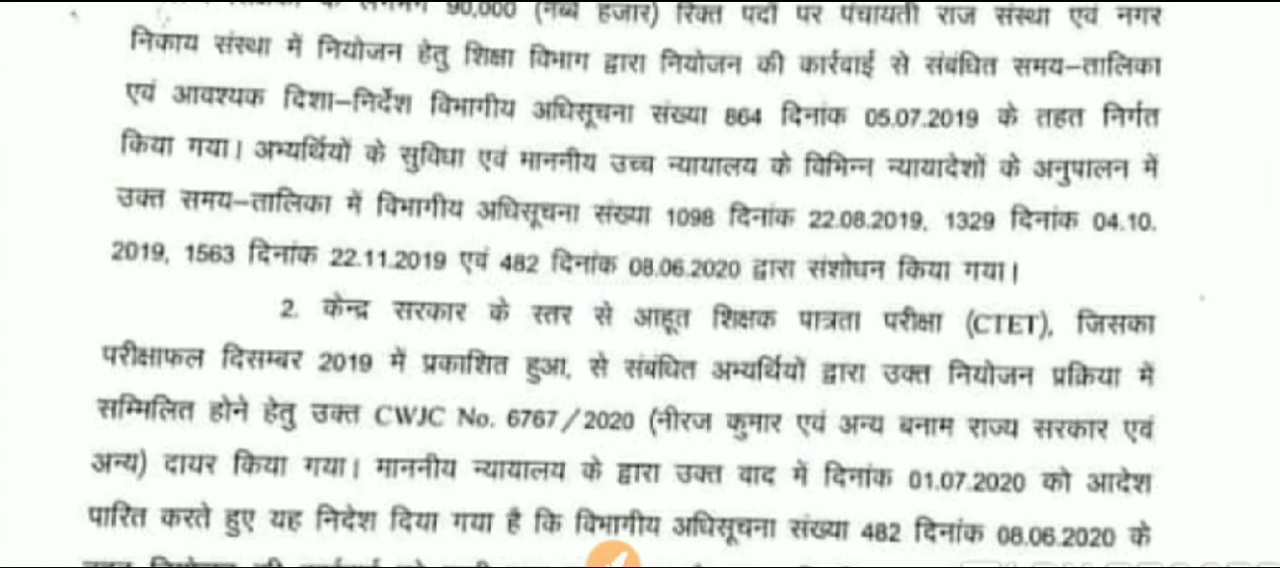 90,000 (नब्बे हजार) रिक्त पदों पर पंचायती राज संस्था एवं नगर
निकाय संस्था में नियोजन हेतु शिक्षा विभाग द्वारा नियोजन की कार्रवाई से संबंधित समय–तालिका
एवं आवश्यक दिशा–निर्देश विभागीय अधिसूचना संख्या 864 दिनांक 05.07.2019 के तहत निर्गत
किया गया। अभ्यर्थियों के सुविधा एवं माननीय उच्च न्यायालय के विभिन्न न्यायादेशों के अनुपालन में
उक्त समय–तालिका में विभागीय अधिसूचना संख्या 1098 दिनांक 22.08.2019, 1329 दिनांक 04.10.
2019, 1563 दिनांक 22.11.2019 एवं 482 दिनांक 08.06.2020 द्वारा संशोधन किया गया।
2. केन्द्र सरकार के स्तर से आहूत शिक्षक पात्रता परीक्षा (CTET), जिसका
परीक्षाफल दिसम्बर 2019 में प्रकाशित हुआ, से संबंधित अभ्यर्थियों द्वारा उक्त नियोजन प्रक्रिया में
सम्मिलित होने हेतु उक्त CWJC No. 6767/2020 (नीरज कुमार एवं अन्य बनाम राज्य सरकार एवं
अन्य) दायर किया गया। माननीय न्यायालय के द्वारा उक्त वाद में दिनांक 01.07.2020 को आदेश
पारित करते हुए यह निदेश दिया गया है कि विभागीय अधिसूचना संख्या 482 दिनांक 08.06.2020 के